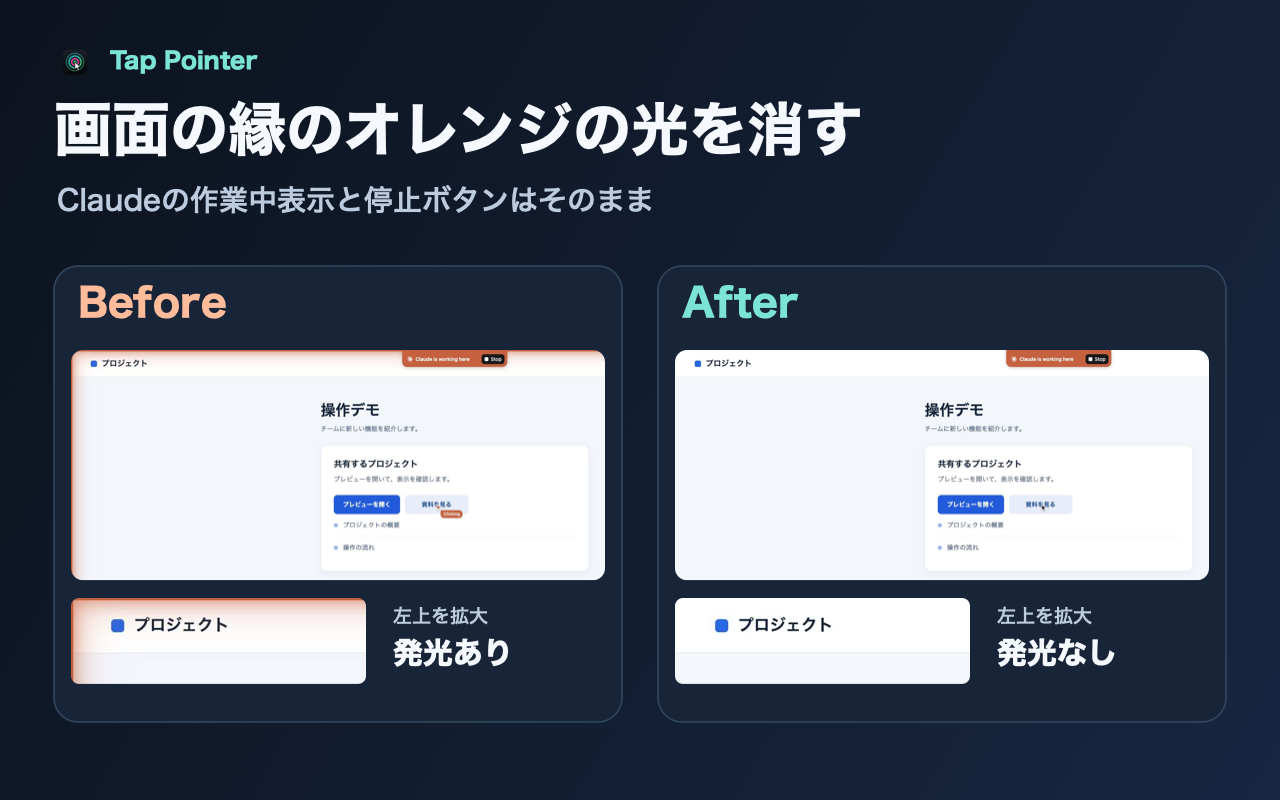 Tap Pointer
画面の縁のオレンジの光を消す
Claudeの作業中表示と停止ボタンはそのまま
Before
プロジェクト
Claude is working here
Stop
操作デモ
チームに新しい機能を紹介します。
共有するプロジェクト
プレビューを開いて、表示を確認します。
プレビューを開く
資料を見る
Clicking
プロジェクトの概要
操作の流れ
プロジェクト
左上を拡大
発光あり
After
プロジェクト
Claude is working here
Stop
操作デモ
チームに新しい機能を紹介します。
共有するプロジェクト
プレビューを開いて、表示を確認します。
プレビューを開く
資料を見る
プロジェクトの概要
操作の流れ
プロジェクト
左上を拡大
発光なし